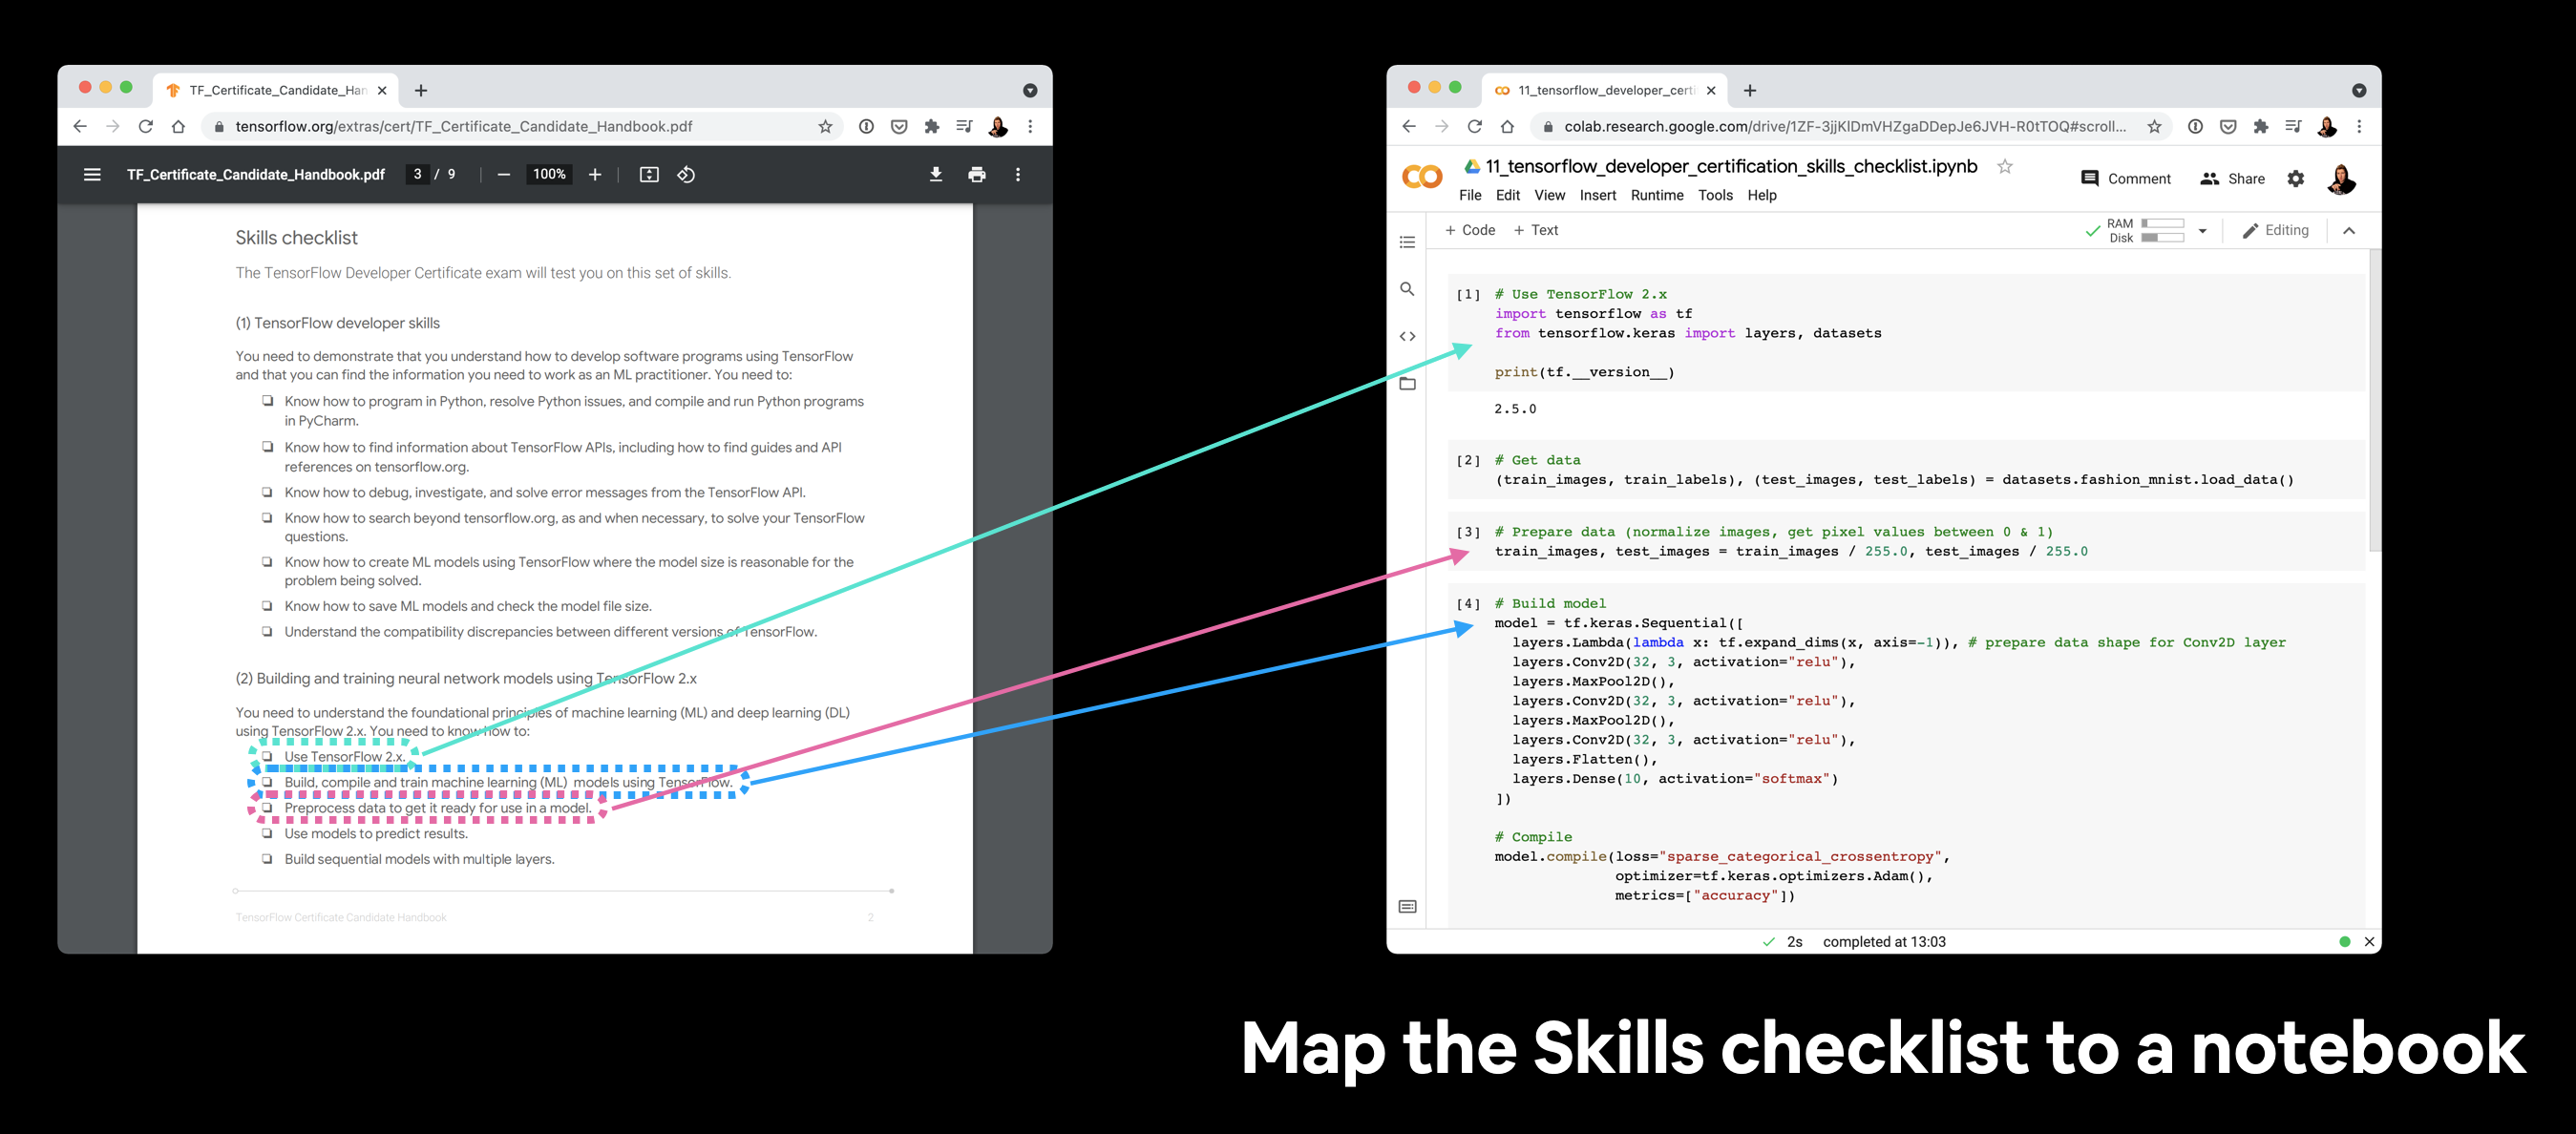 TF_Certificate_Candidate_Han
tensorflow.org/extras/cert/TF_Certificate_Candidate_Handbook.pdf
TF_Certificate_Candidate_Handbook.pdf 3 / 9 — 100% +
Skills checklist
The TensorFlow Developer Certificate exam will test you on this set of skills.
(1) TensorFlow developer skills
You need to demonstrate that you understand how to develop software programs using TensorFlow
and that you can find the information you need to work as an ML practitioner. You need to:
❏ Know how to program in Python, resolve Python issues, and compile and run Python programs
in PyCharm.
❏ Know how to find information about TensorFlow APIs, including how to find guides and API
references on tensorflow.org.
❏ Know how to debug, investigate, and solve error messages from the TensorFlow API.
❏ Know how to search beyond tensorflow.org, as and when necessary, to solve your TensorFlow
questions.
❏ Know how to create ML models using TensorFlow where the model size is reasonable for the
problem being solved.
❏ Know how to save ML models and check the model file size.
❏ Understand the compatibility discrepancies between different versions of TensorFlow.
(2) Building and training neural network models using TensorFlow 2.x
You need to understand the foundational principles of machine learning (ML) and deep learning (DL)
using TensorFlow 2.x. You need to know how to:
❏ Use TensorFlow 2.x.
❏ Build, compile and train machine learning (ML) models using TensorFlow.
❏ Preprocess data to get it ready for use in a model.
❏ Use models to predict results.
❏ Build sequential models with multiple layers.
TensorFlow Certificate Candidate Handbook 2
11_tensorflow_developer_certi
colab.research.google.com/drive/1ZF-3jjKlDmVHZgaDDepJe6JVH-R0tTOQ#scroll...
11_tensorflow_developer_certification_skills_checklist.ipynb
Comment Share
File Edit View Insert Runtime Tools Help
+ Code + Text
RAM
Disk
Editing
[1] # Use TensorFlow 2.x
import tensorflow as tf
from tensorflow.keras import layers, datasets
print(tf.__version__)
2.5.0
[2] # Get data
(train_images, train_labels), (test_images, test_labels) = datasets.fashion_mnist.load_data()
[3] # Prepare data (normalize images, get pixel values between 0 & 1)
train_images, test_images = train_images / 255.0, test_images / 255.0
[4] # Build model
model = tf.keras.Sequential([
layers.Lambda(lambda x: tf.expand_dims(x, axis=-1)), # prepare data shape for Conv2D layer
layers.Conv2D(32, 3, activation="relu"),
layers.MaxPool2D(),
layers.Conv2D(32, 3, activation="relu"),
layers.MaxPool2D(),
layers.Conv2D(32, 3, activation="relu"),
layers.Flatten(),
layers.Dense(10, activation="softmax")
])
# Compile
model.compile(loss="sparse_categorical_crossentropy",
optimizer=tf.keras.optimizers.Adam(),
metrics=["accuracy"])
2s completed at 13:03
Map the Skills checklist to a notebook